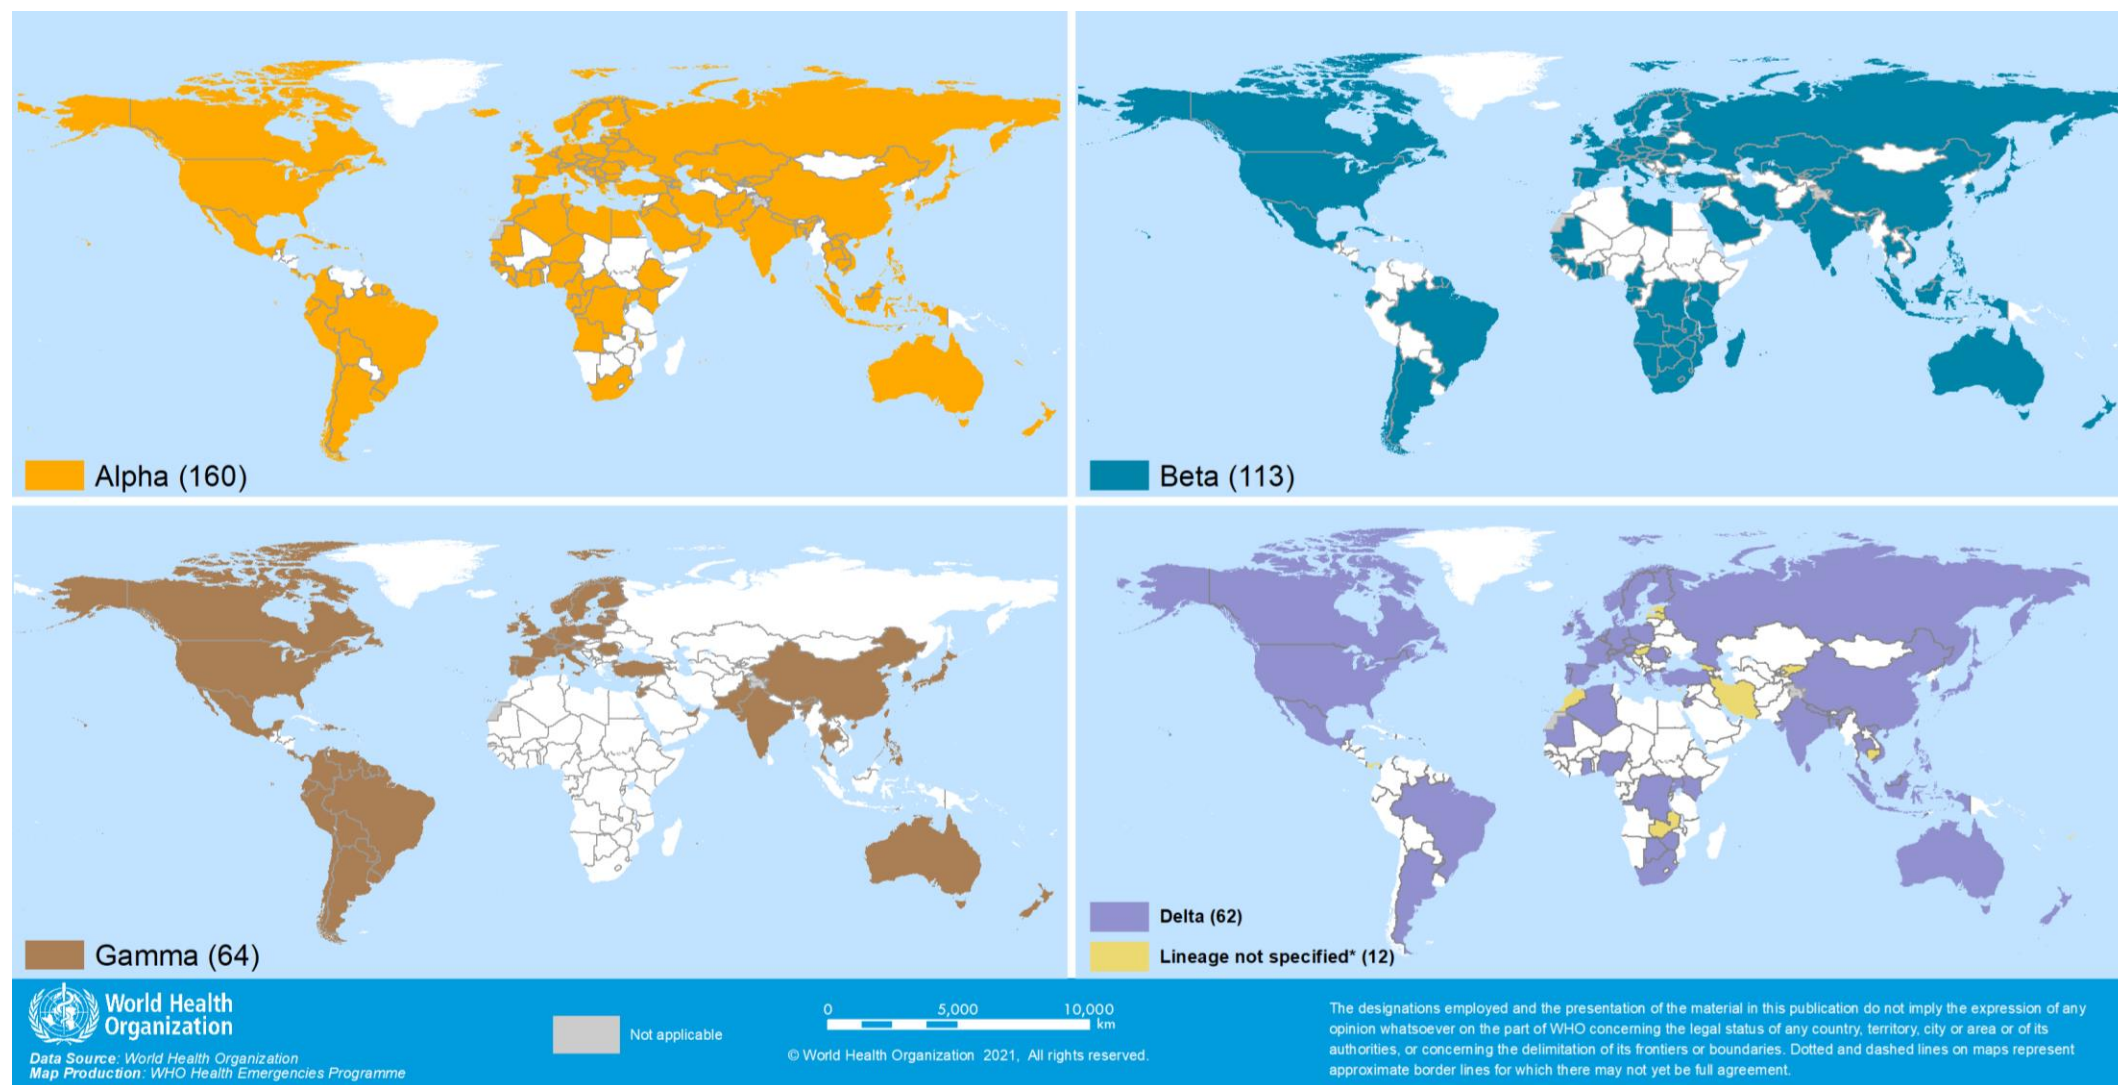 Alpha (160)
Beta (113)
Gamma (64)
Delta (62)
Lineage not specified* (12)
World Health
Organization
Data Source: World Health Organization
Map Production: WHO Health Emergencies Programme
Not applicable
0 5,000 10,000
km
© World Health Organization 2021, All rights reserved.
The designations employed and the presentation of the material in this publication do not imply the expression of any
opinion whatsoever on the part of WHO concerning the legal status of any country, territory, city or area or of its
authorities, or concerning the delimitation of its frontiers or boundaries. Dotted and dashed lines on maps represent
approximate border lines for which there may not yet be full agreement.